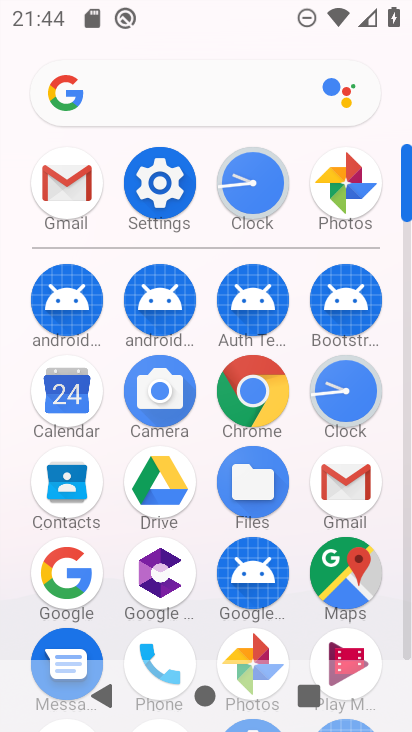 21:44
Gmail Settings Clock Photos
android... android... Auth Te... Bootstr...
24
Calendar Camera Chrome Clock
Contacts Drive Files Gmail
G
Google Google ... Google... Maps
Messa... Phone Photos Play M...